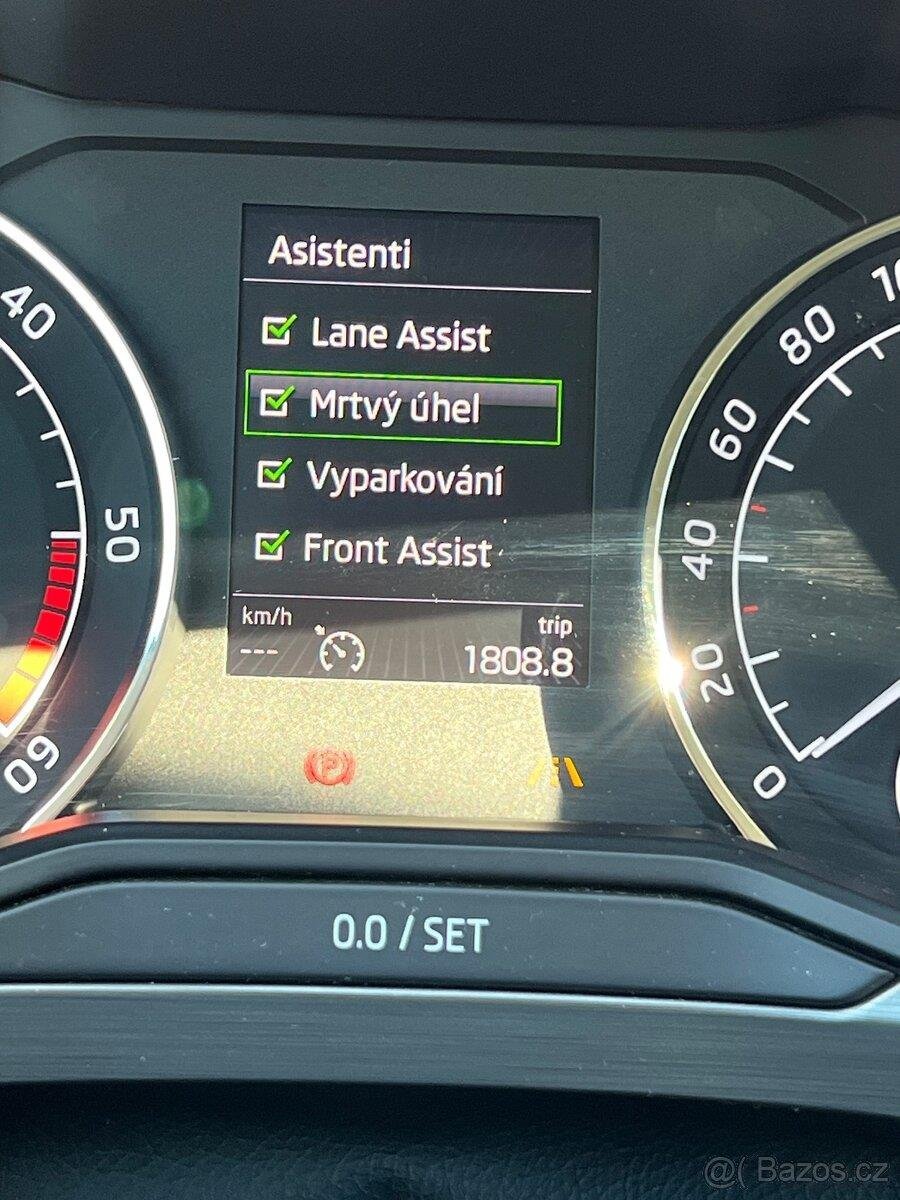 Asistenti
Lane Assist
Mrtvý úhel
Vyparkování
Front Assist
km/h
trip
---
1808.8
40
50
60
80
60
40
20
0
P
0.0 / SET
@( Bazos.cz